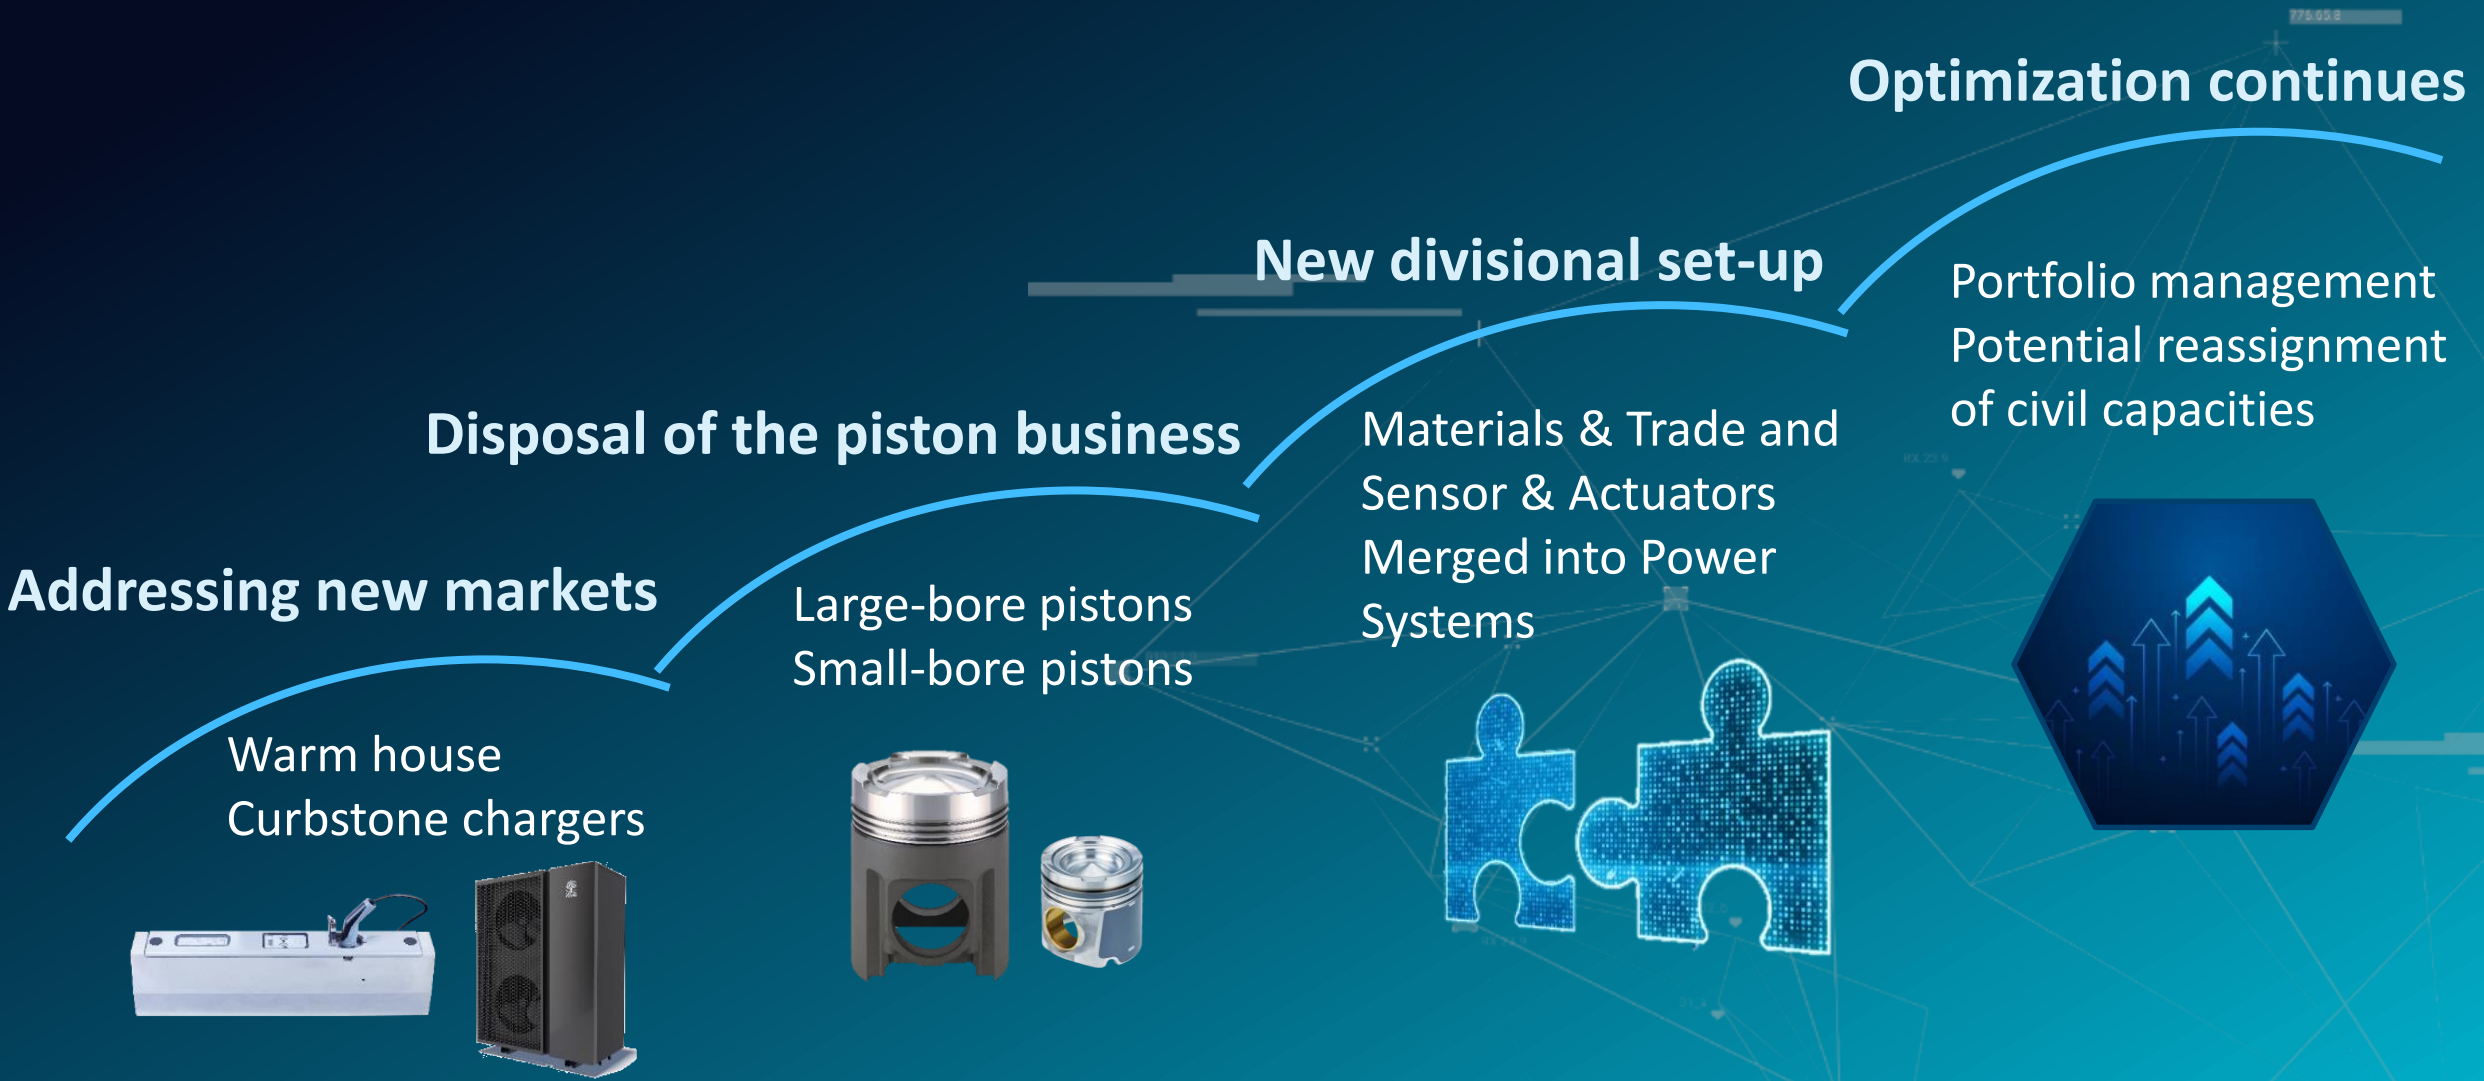 Addressing new markets
Warm house
Curbstone chargers
Disposal of the piston business
Large-bore pistons
Small-bore pistons
New divisional set-up
Materials & Trade and
Sensor & Actuators
Merged into Power
Systems
Optimization continues
Portfolio management
Potential reassignment
of civil capacities